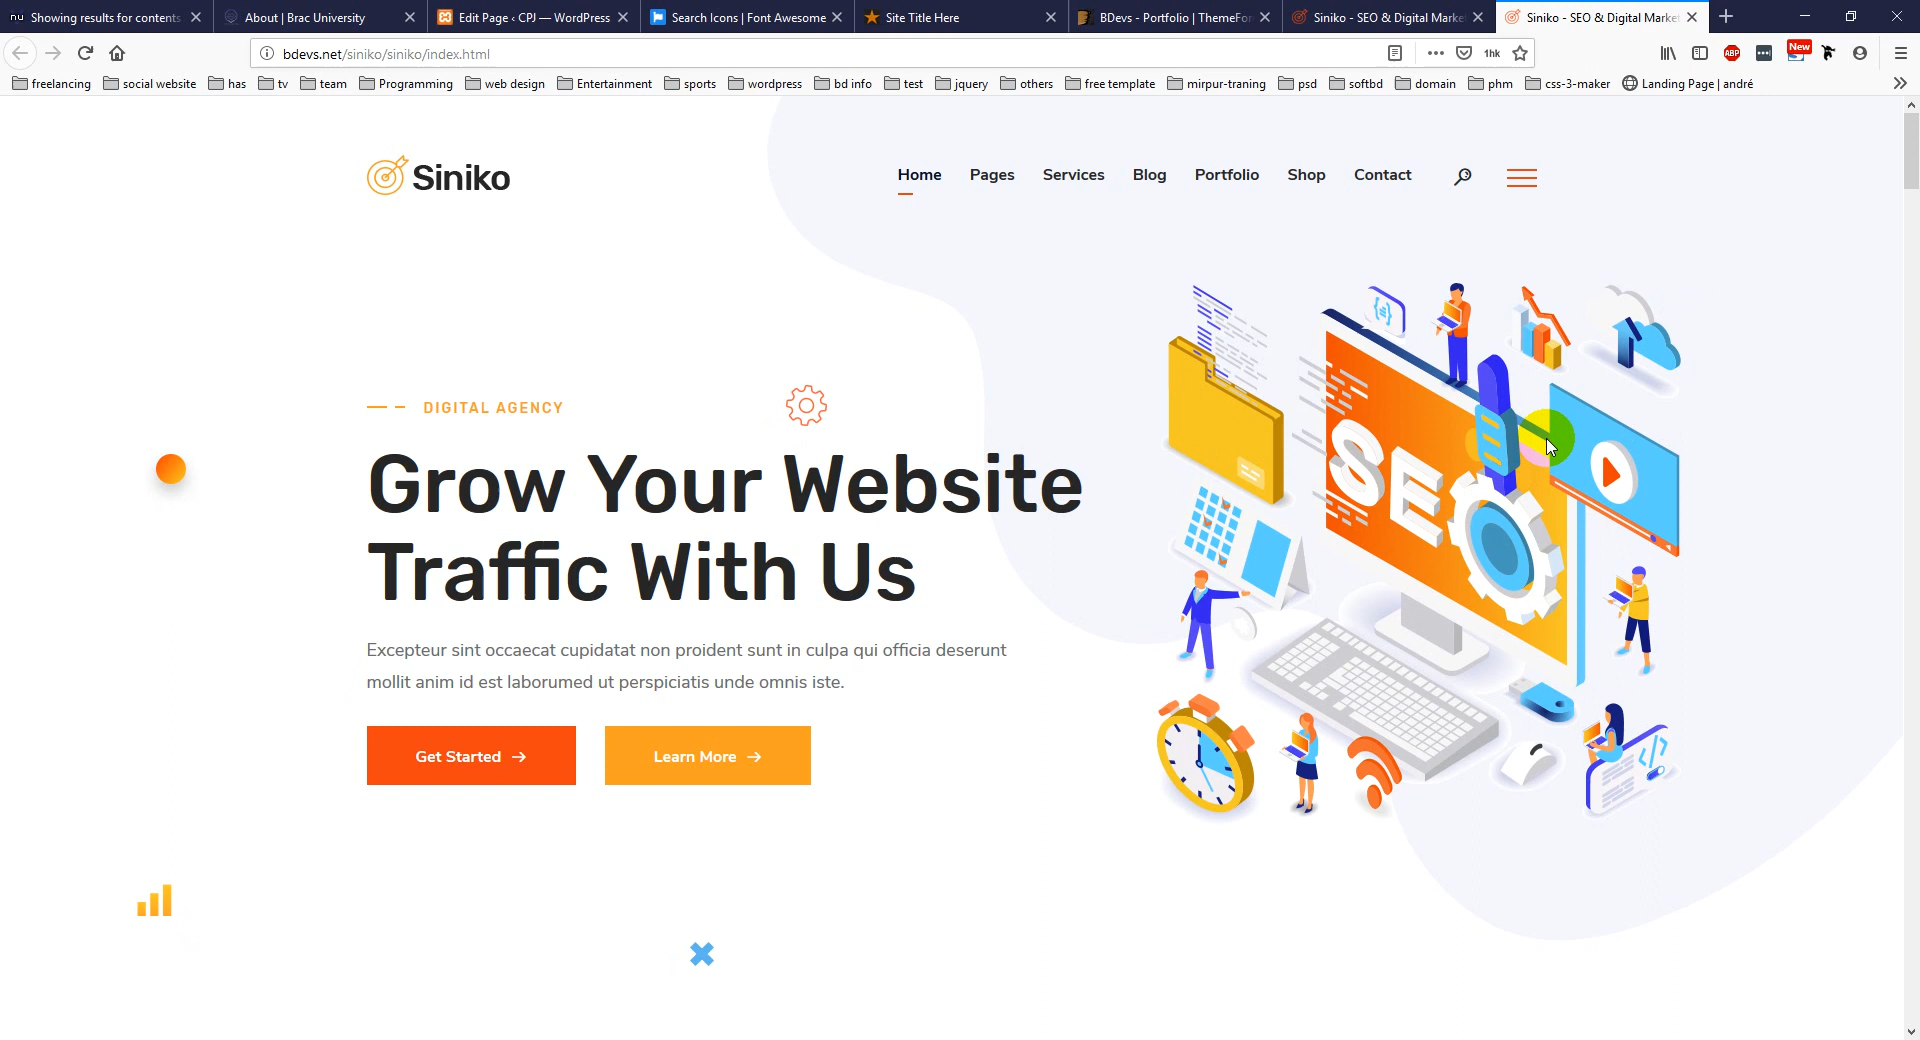 nu Showing results for contents
About | Brac University
Edit Page ‹ CPJ — WordPress
Search Icons | Font Awesome
Site Title Here
BDevs - Portfolio | ThemeFor
Siniko - SEO & Digital Marke
Siniko - SEO & Digital Marke
bdevs.net/siniko/siniko/index.html
1hk
ABP
New
freelancing
social website
has
tv
team
Programming
web design
Entertainment
sports
wordpress
bd info
test
jquery
others
free template
mirpur-traning
psd
softbd
domain
phm
css-3-maker
Landing Page | andré
Siniko
Home
Pages
Services
Blog
Portfolio
Shop
Contact
DIGITAL AGENCY
Grow Your Website
Traffic With Us
Excepteur sint occaecat cupidatat non proident sunt in culpa qui officia deserunt
mollit anim id est laborumed ut perspiciatis unde omnis iste.
Get Started →
Learn More →
SEO